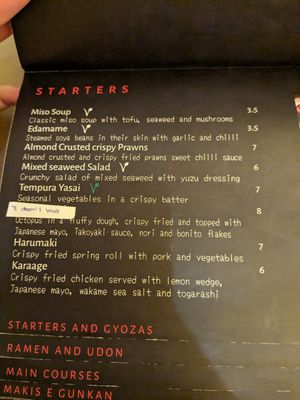 STARTERS
Miso Soup 3.5
Classic miso soup with tofu, seaweed and mushrooms
Edamame 3.5
Steamed soya beans in their skin with garlic and chilli
Almond Crusted crispy Prawns 7
Almond crusted and crispy fried prawns sweet chilli sauce
Mixed seaweed Salad 6
Crunchy salad of mixed seaweed with yuzu dressing
Tempura Yasai 7
Seasonal vegetables in a crispy batter
don't have 8
Octopus in a fluffy dough, crispy fried and topped with
Japanese mayo, Takoyaki sauce, nori and bonito flakes
Harumaki 7
Crispy fried spring roll with pork and vegetables
Karaage 6
Crispy fried chicken served with lemon wedge,
Japanese mayo, wakame sea salt and togarashi
STARTERS AND GYOZAS
RAMEN AND UDON
MAIN COURSES
MAKIS E GUNKAN